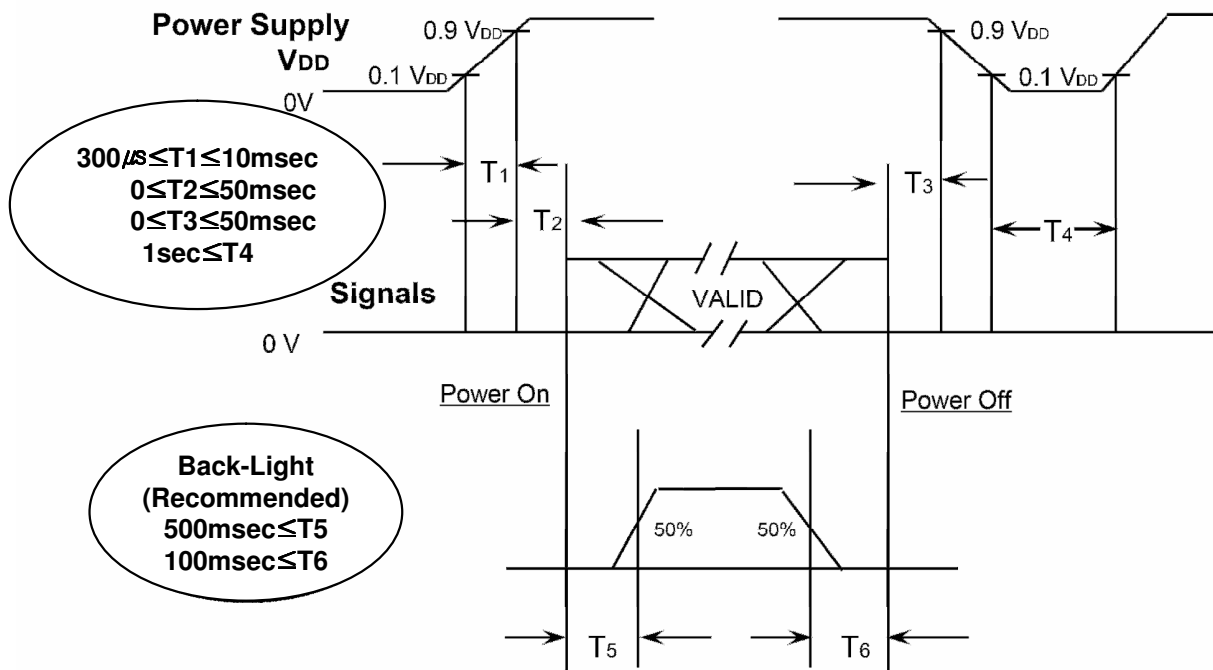 Power Supply
VDD
0.9 VDD
0.9 VDD
0.1 VDD
0.1 VDD
0V
300µs≤T1≤10msec
0≤T2≤50msec
0≤T3≤50msec
1sec≤T4
T1
T2
T3
T4
Signals
VALID
0 V
Power On
Power Off
Back-Light
(Recommended)
500msec≤T5
100msec≤T6
50%
50%
T5
T6